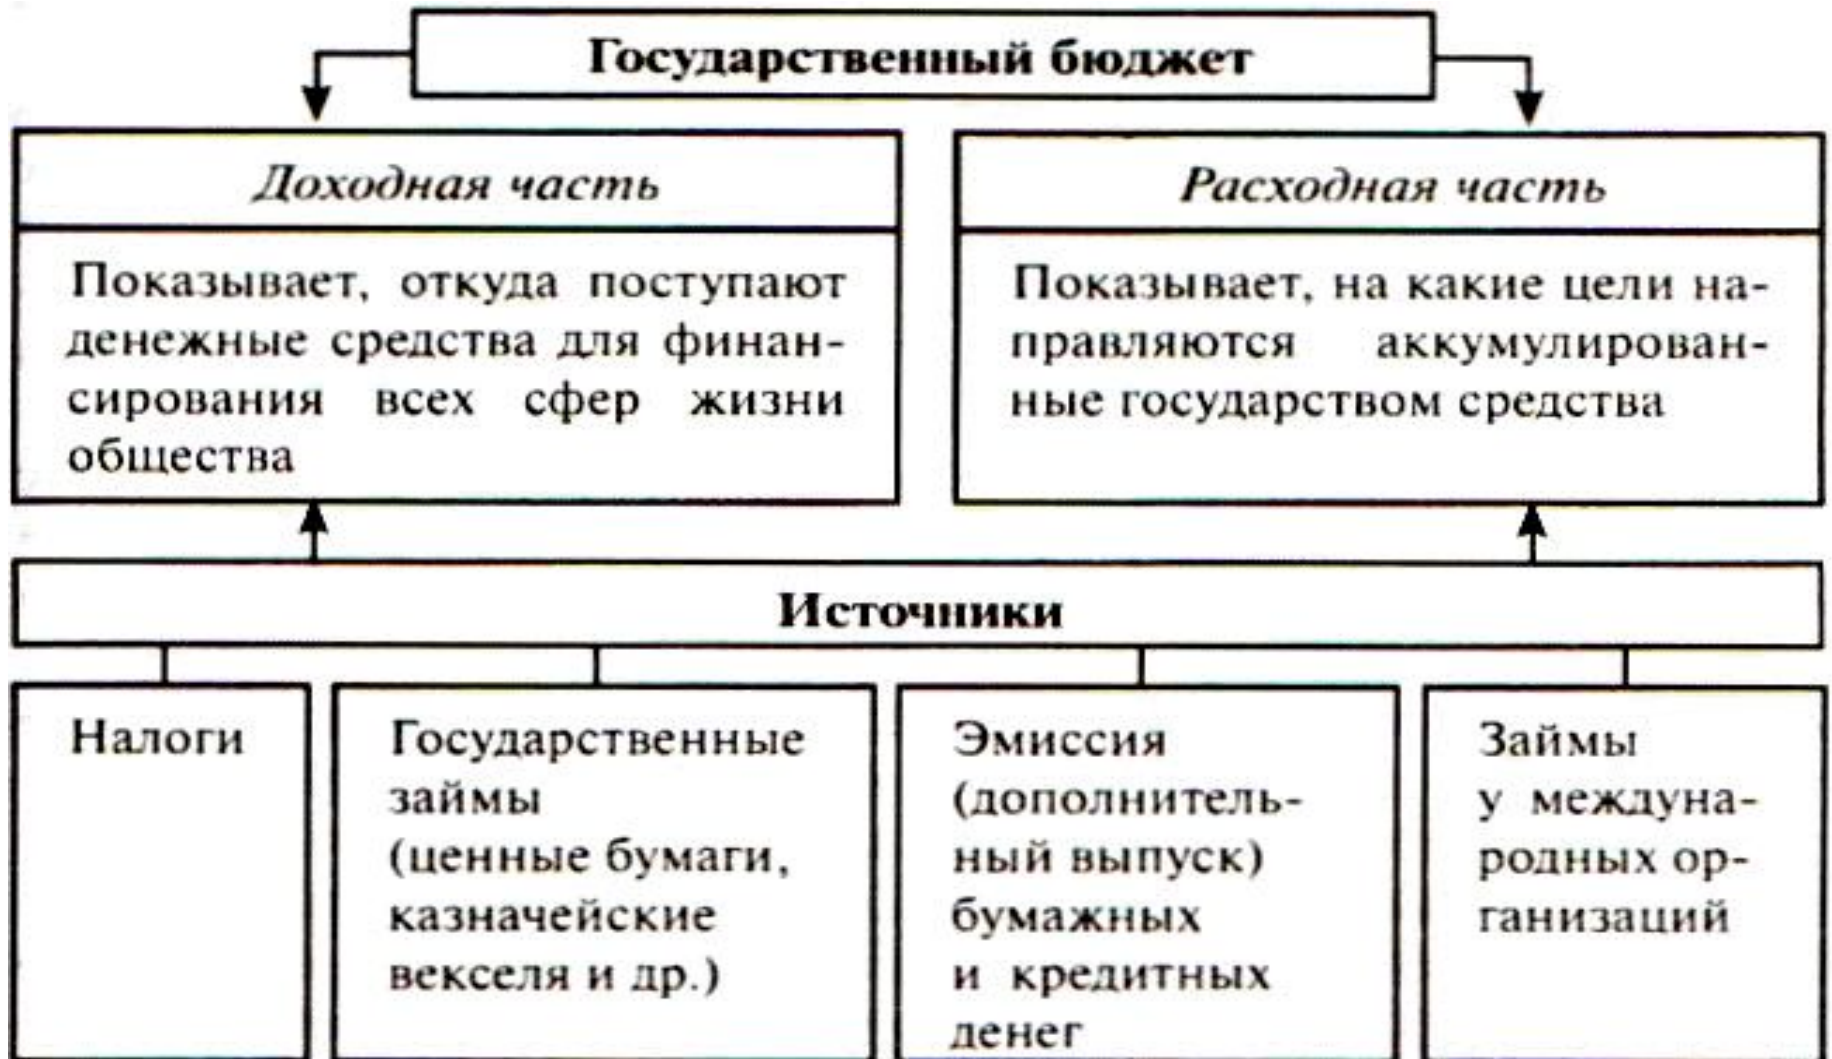 Государственный бюджет
Доходная часть
Показывает, откуда поступают
денежные средства для финан-
сирования всех сфер жизни
общества
Расходная часть
Показывает, на какие цели на-
правляются аккумулирован-
ные государством средства
Источники
Налоги
Государственные
займы
(ценные бумаги,
казначейские
векселя и др.)
Эмиссия
(дополнитель-
ный выпуск)
бумажных
и кредитных
денег
Займы
у междуна-
родных ор-
ганизаций